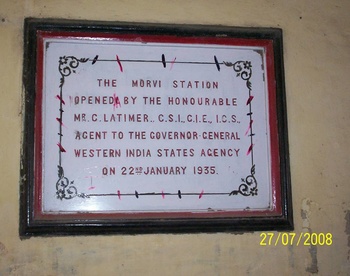 THE MORVI STATION
OPENED BY THE HONOURABLE
MR. G. LATIMER., C.S.I., C.I.E., I.C.S.,
AGENT TO THE GOVERNOR-GENERAL
WESTERN INDIA STATES AGENCY
ON 22ND JANUARY 1935.
27/07/2008